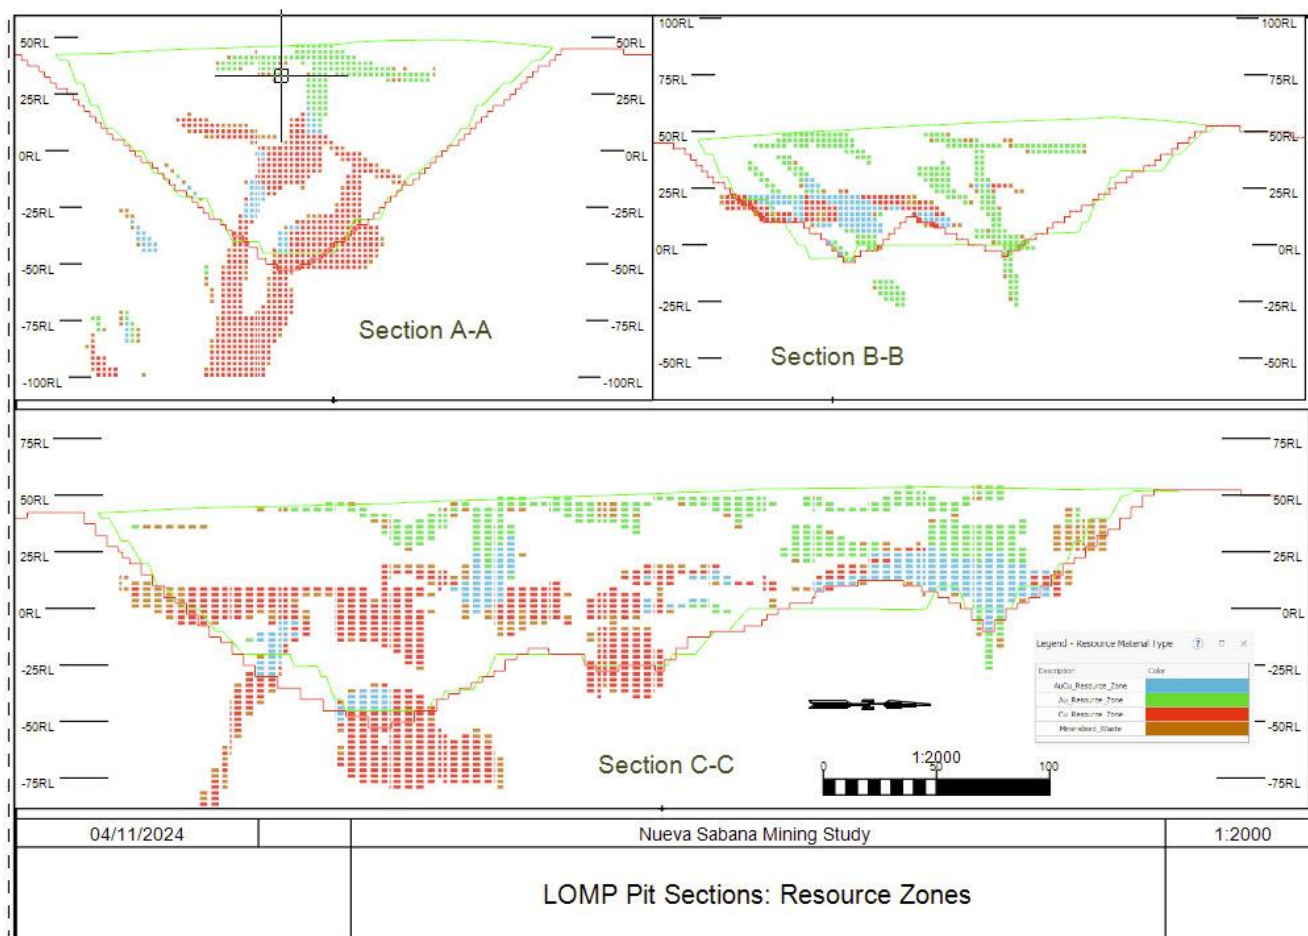 50RL
50RL
25RL
25RL
0RL
0RL
-25RL
-25RL
-50RL
-50RL
-75RL
-75RL
-100RL
-100RL
Section A-A
100RL
100RL
75RL
75RL
50RL
50RL
25RL
25RL
0RL
0RL
-25RL
-25RL
-50RL
-50RL
Section B-B
75RL
75RL
50RL
50RL
25RL
25RL
0RL
0RL
-25RL
-25RL
-50RL
-50RL
-75RL
-75RL
Section C-C
Legend - Resource Material Type
Description Color
AuCu_Resource_Zone
Au_Resource_Zone
Cu_Resource_Zone
Mineralised_Waste
1:2000
0 50 100
04/11/2024 Nueva Sabana Mining Study 1:2000
LOMP Pit Sections: Resource Zones